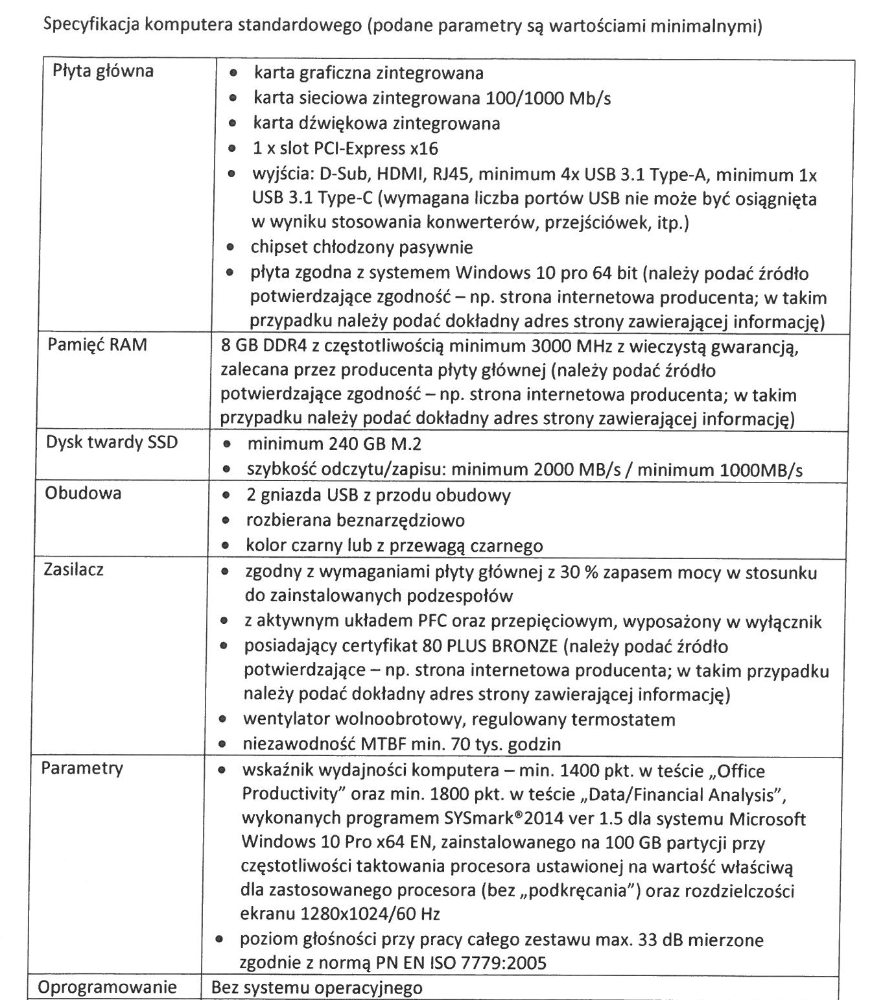 Specyfikacja komputera standardowego (podane parametry są wartościami minimalnymi)
Płyta główna
• karta graficzna zintegrowana
• karta sieciowa zintegrowana 100/1000 Mb/s
• karta dźwiękowa zintegrowana
• 1 x slot PCI-Express x16
• wyjścia: D-Sub, HDMI, RJ45, minimum 4x USB 3.1 Type-A, minimum 1x
USB 3.1 Type-C (wymagana liczba portów USB nie może być osiągnięta
w wyniku stosowania konwerterów, przejściówek, itp.)
• chipset chłodzony pasywnie
• płyta zgodna z systemem Windows 10 pro 64 bit (należy podać źródło
potwierdzające zgodność – np. strona internetowa producenta; w takim
przypadku należy podać dokładny adres strony zawierającej informację)
Pamięć RAM
8 GB DDR4 z częstotliwością minimum 3000 MHz z wieczystą gwarancją,
zalecana przez producenta płyty głównej (należy podać źródło
potwierdzające zgodność – np. strona internetowa producenta; w takim
przypadku należy podać dokładny adres strony zawierającej informację)
Dysk twardy SSD
• minimum 240 GB M.2
• szybkość odczytu/zapisu: minimum 2000 MB/s / minimum 1000MB/s
Obudowa
• 2 gniazda USB z przodu obudowy
• rozbierana beznarzędziowo
• kolor czarny lub z przewagą czarnego
Zasilacz
• zgodny z wymaganiami płyty głównej z 30 % zapasem mocy w stosunku
do zainstalowanych podzespołów
• z aktywnym układem PFC oraz przepięciowym, wyposażony w wyłącznik
• posiadający certyfikat 80 PLUS BRONZE (należy podać źródło
potwierdzające – np. strona internetowa producenta; w takim przypadku
należy podać dokładny adres strony zawierającej informację)
• wentylator wolnoobrotowy, regulowany termostatem
• niezawodność MTBF min. 70 tys. godzin
Parametry
• wskaźnik wydajności komputera – min. 1400 pkt. w teście „Office
Productivity” oraz min. 1800 pkt. w teście „Data/Financial Analysis”,
wykonanych programem SYSmark®2014 ver 1.5 dla systemu Microsoft
Windows 10 Pro x64 EN, zainstalowanego na 100 GB partycji przy
częstotliwości taktowania procesora ustawionej na wartość właściwą
dla zastosowanego procesora (bez „podkręcania”) oraz rozdzielczości
ekranu 1280x1024/60 Hz
• poziom głośności przy pracy całego zestawu max. 33 dB mierzone
zgodnie z normą PN EN ISO 7779:2005
Oprogramowanie
Bez systemu operacyjnego